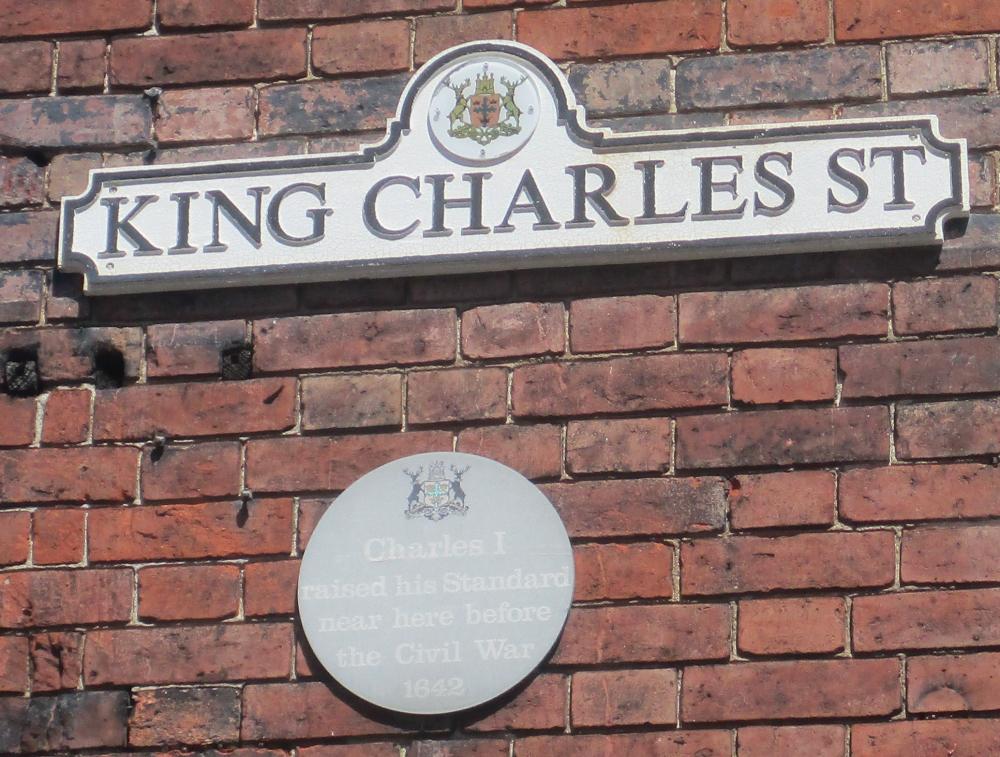 KING CHARLES ST
Charles I
raised his Standard
near here before
the Civil War
1642